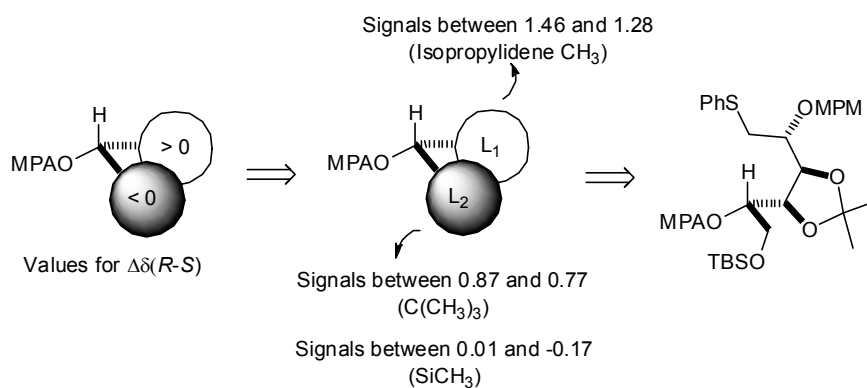 Signals between 1.46 and 1.28
(Isopropylidene CH3)
H
MPAO
> 0
< 0
Values for Δδ(R-S)
H
MPAO
L1
L2
Signals between 0.87 and 0.77
(C(CH3)3)
Signals between 0.01 and -0.17
(SiCH3)
PhS
OMPM
H
O
MPAO
O
TBSO